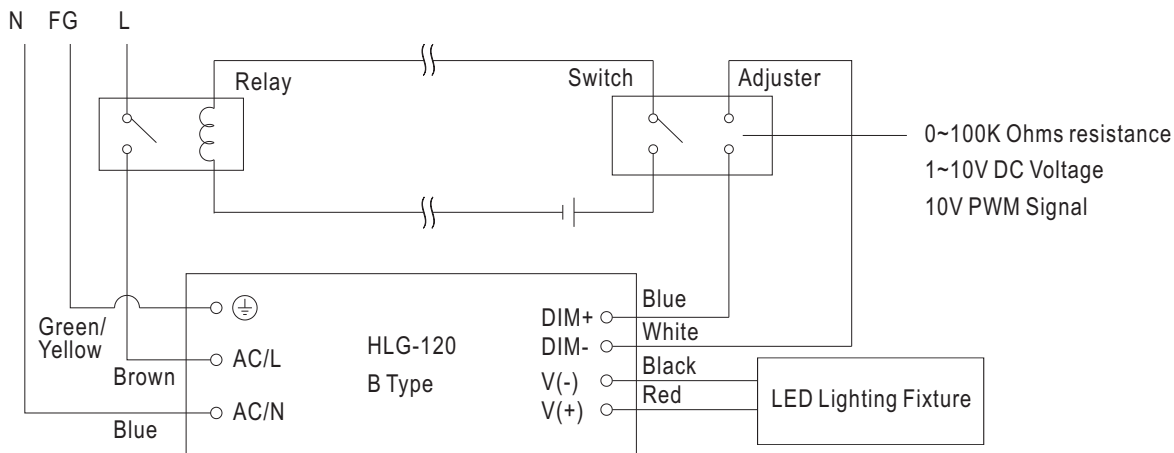 N FG L
Relay
Switch
Adjuster
0~100K Ohms resistance
1~10V DC Voltage
10V PWM Signal
Green/
Yellow
Brown
Blue
AC/L
AC/N
HLG-120
B Type
DIM+
DIM-
V(-)
V(+)
Blue
White
Black
Red
LED Lighting Fixture